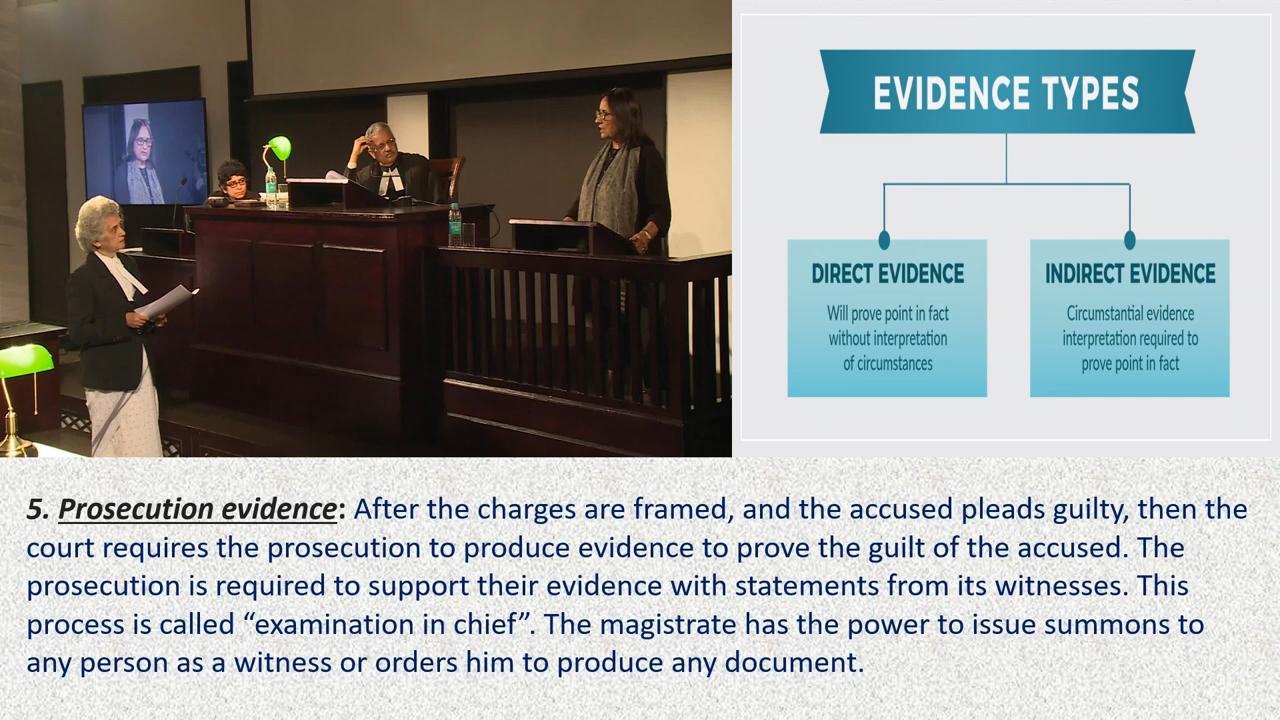 EVIDENCE TYPES
DIRECT EVIDENCE
Will prove point in fact
without interpretation
of circumstances
INDIRECT EVIDENCE
Circumstantial evidence
interpretation required to
prove point in fact
5. Prosecution evidence: After the charges are framed, and the accused pleads guilty, then the
court requires the prosecution to produce evidence to prove the guilt of the accused. The
prosecution is required to support their evidence with statements from its witnesses. This
process is called “examination in chief”. The magistrate has the power to issue summons to
any person as a witness or orders him to produce any document.